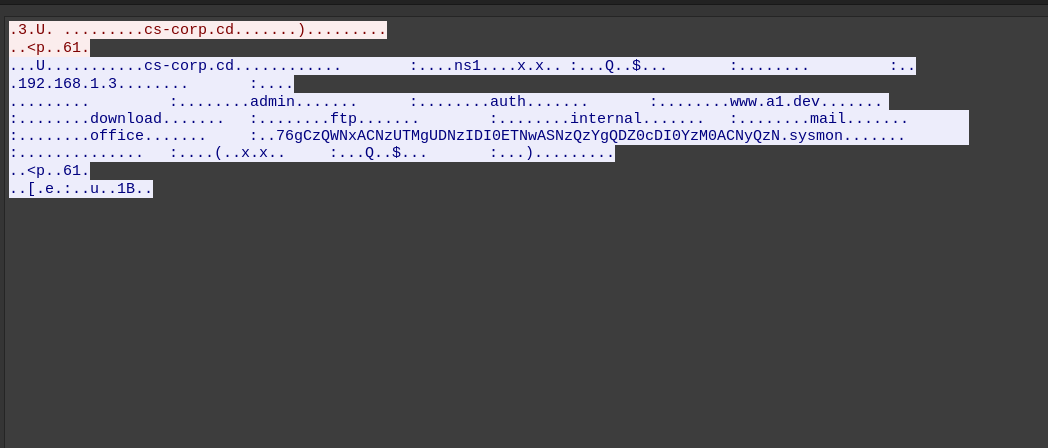 .3.U. .........cs-corp.cd.......).........
..<p..61.
...U...........cs-corp.cd............ :....ns1....x.x.. :...Q..$... :........ :..
.192.168.1.3........ :....
......... :........admin....... :........auth....... :........www.a1.dev.......
:........download....... :........ftp....... :........internal....... :........mail.......
:........office....... :..76gCzQWNxACNzUTMgUDNzIDI0ETNwASNzQzYgQDZ0cDI0YzM0ACNyQzN.sysmon.......
:.............. :....(..x.x.. :...Q..$... :...).........
..<p..61.
..[.e.:..u..1B..